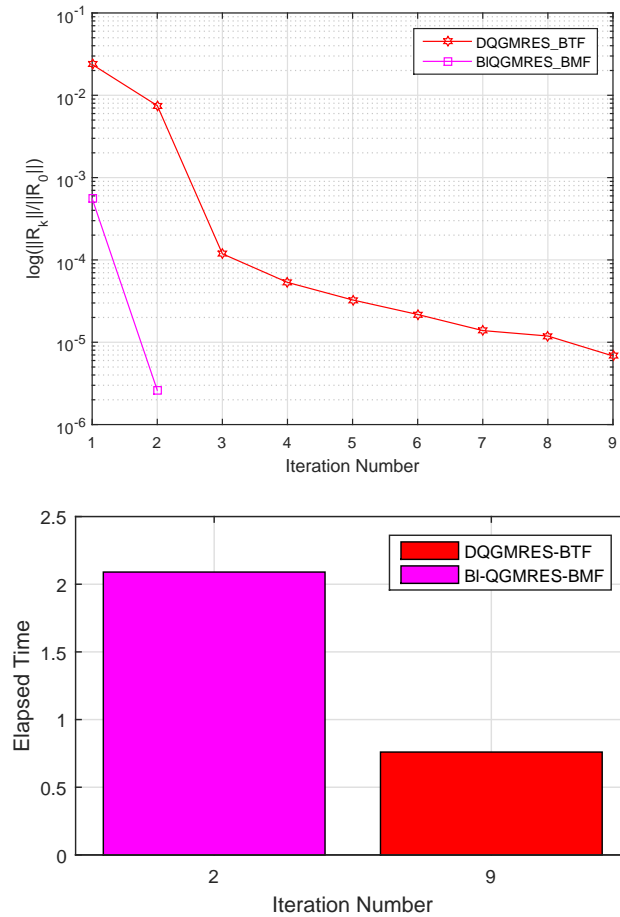 10^-1
10^-2
10^-3
10^-4
10^-5
10^-6
log(||R_k||/||R_0||)
DQGMRES_BTF
BIQGMRES_BMF
1 2 3 4 5 6 7 8 9
Iteration Number
2.5
2
1.5
1
0.5
0
Elapsed Time
DQGMRES-BTF
BI-QGMRES-BMF
2 9
Iteration Number